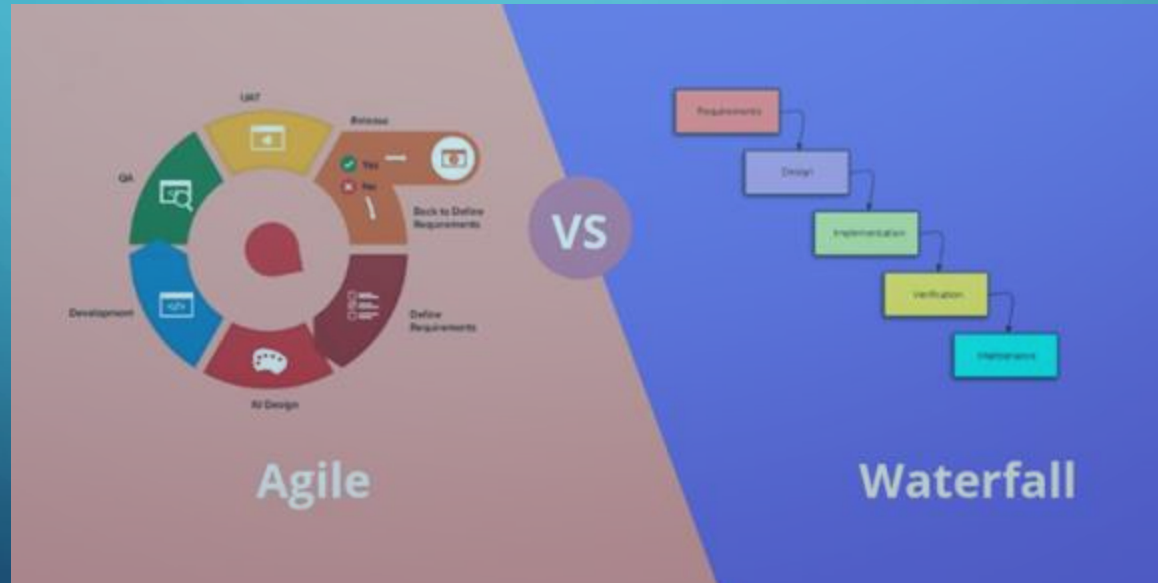 UAT
Release
QA
Yes
No
Back to Define
Requirements
Development
Define
Requirements
UI Design
Agile
VS
Requirements
Design
Implementation
Verification
Maintenance
Waterfall